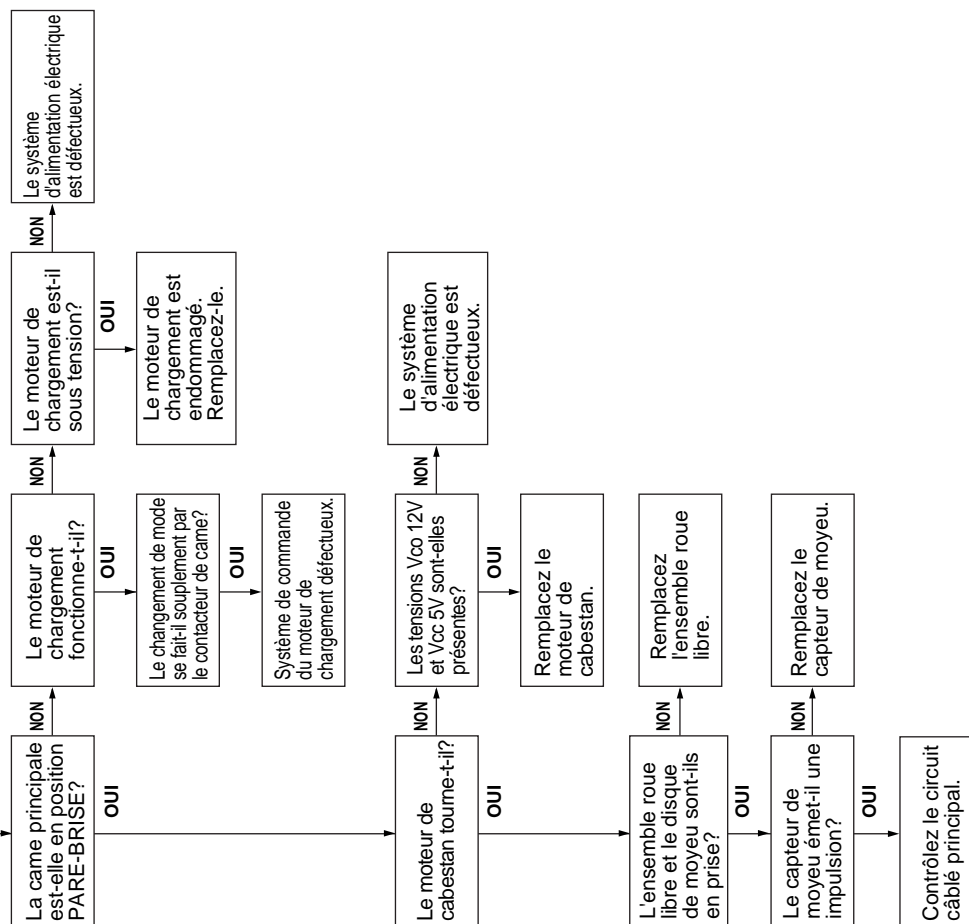 La came principale
est-elle en position
PARE-BRISE?
NON
Le moteur de
chargement
fonctionne-t-il?
NON
Le moteur de
chargement est-il
sous tension?
NON
Le système
d'alimentation électrique
est défectueux.
OUI
Le moteur de
chargement est
endommagé.
Remplacez-le.
OUI
Le changement de mode
se fait-il souplement par
le contacteur de came?
OUI
Système de commande
du moteur de
chargement défectueux.
OUI
Le moteur de
cabestan tourne-t-il?
NON
Les tensions Vco 12V
et Vcc 5V sont-elles
présentes?
NON
Le système
d'alimentation
électrique est
défectueux.
OUI
Remplacez le
moteur de
cabestan.
OUI
L'ensemble roue
libre et le disque
de moyeu sont-ils
en prise?
NON
Remplacez
l'ensemble roue
libre.
OUI
Le capteur de
moyeu émet-il une
impulsion?
NON
Remplacez le
capteur de moyeu.
OUI
Contrôlez le circuit
câblé principal.